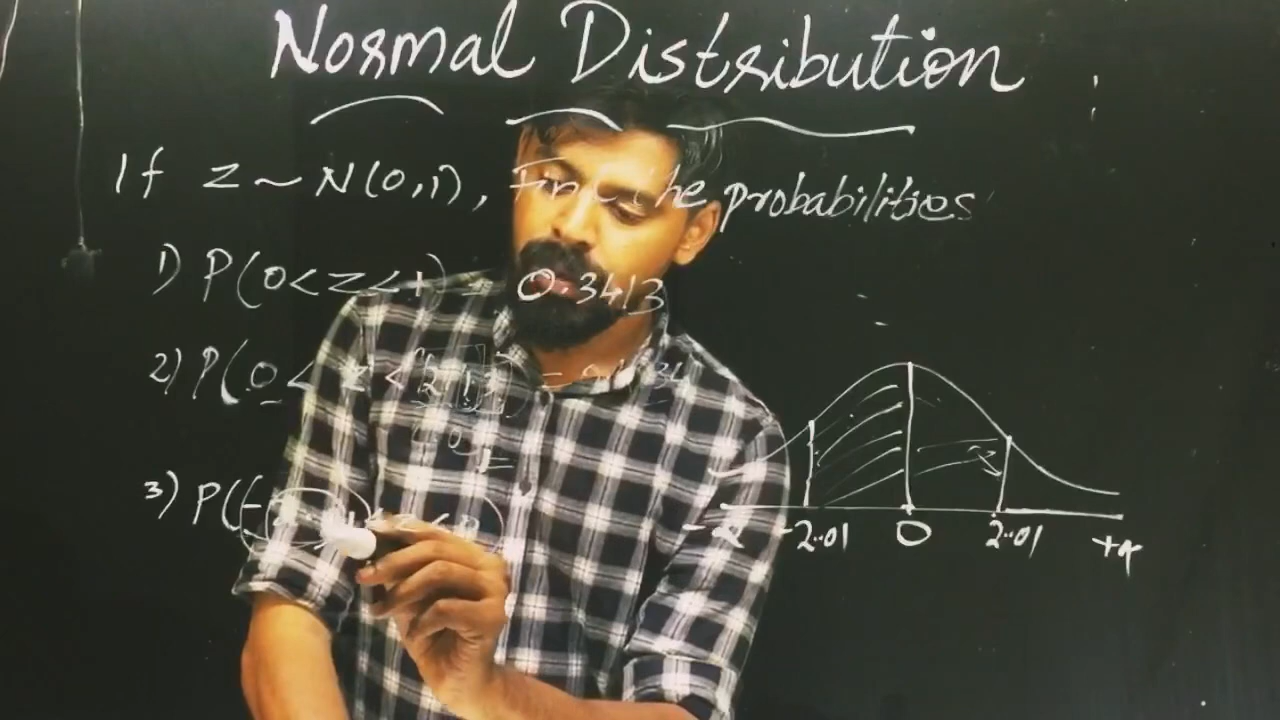 Normal Distribution
If Z ~ N(0,1), Find the probabilities
1) P(0<Z<1) = 0.3413
2) P(0<Z<
3) P(-
-2.01 0 2.01